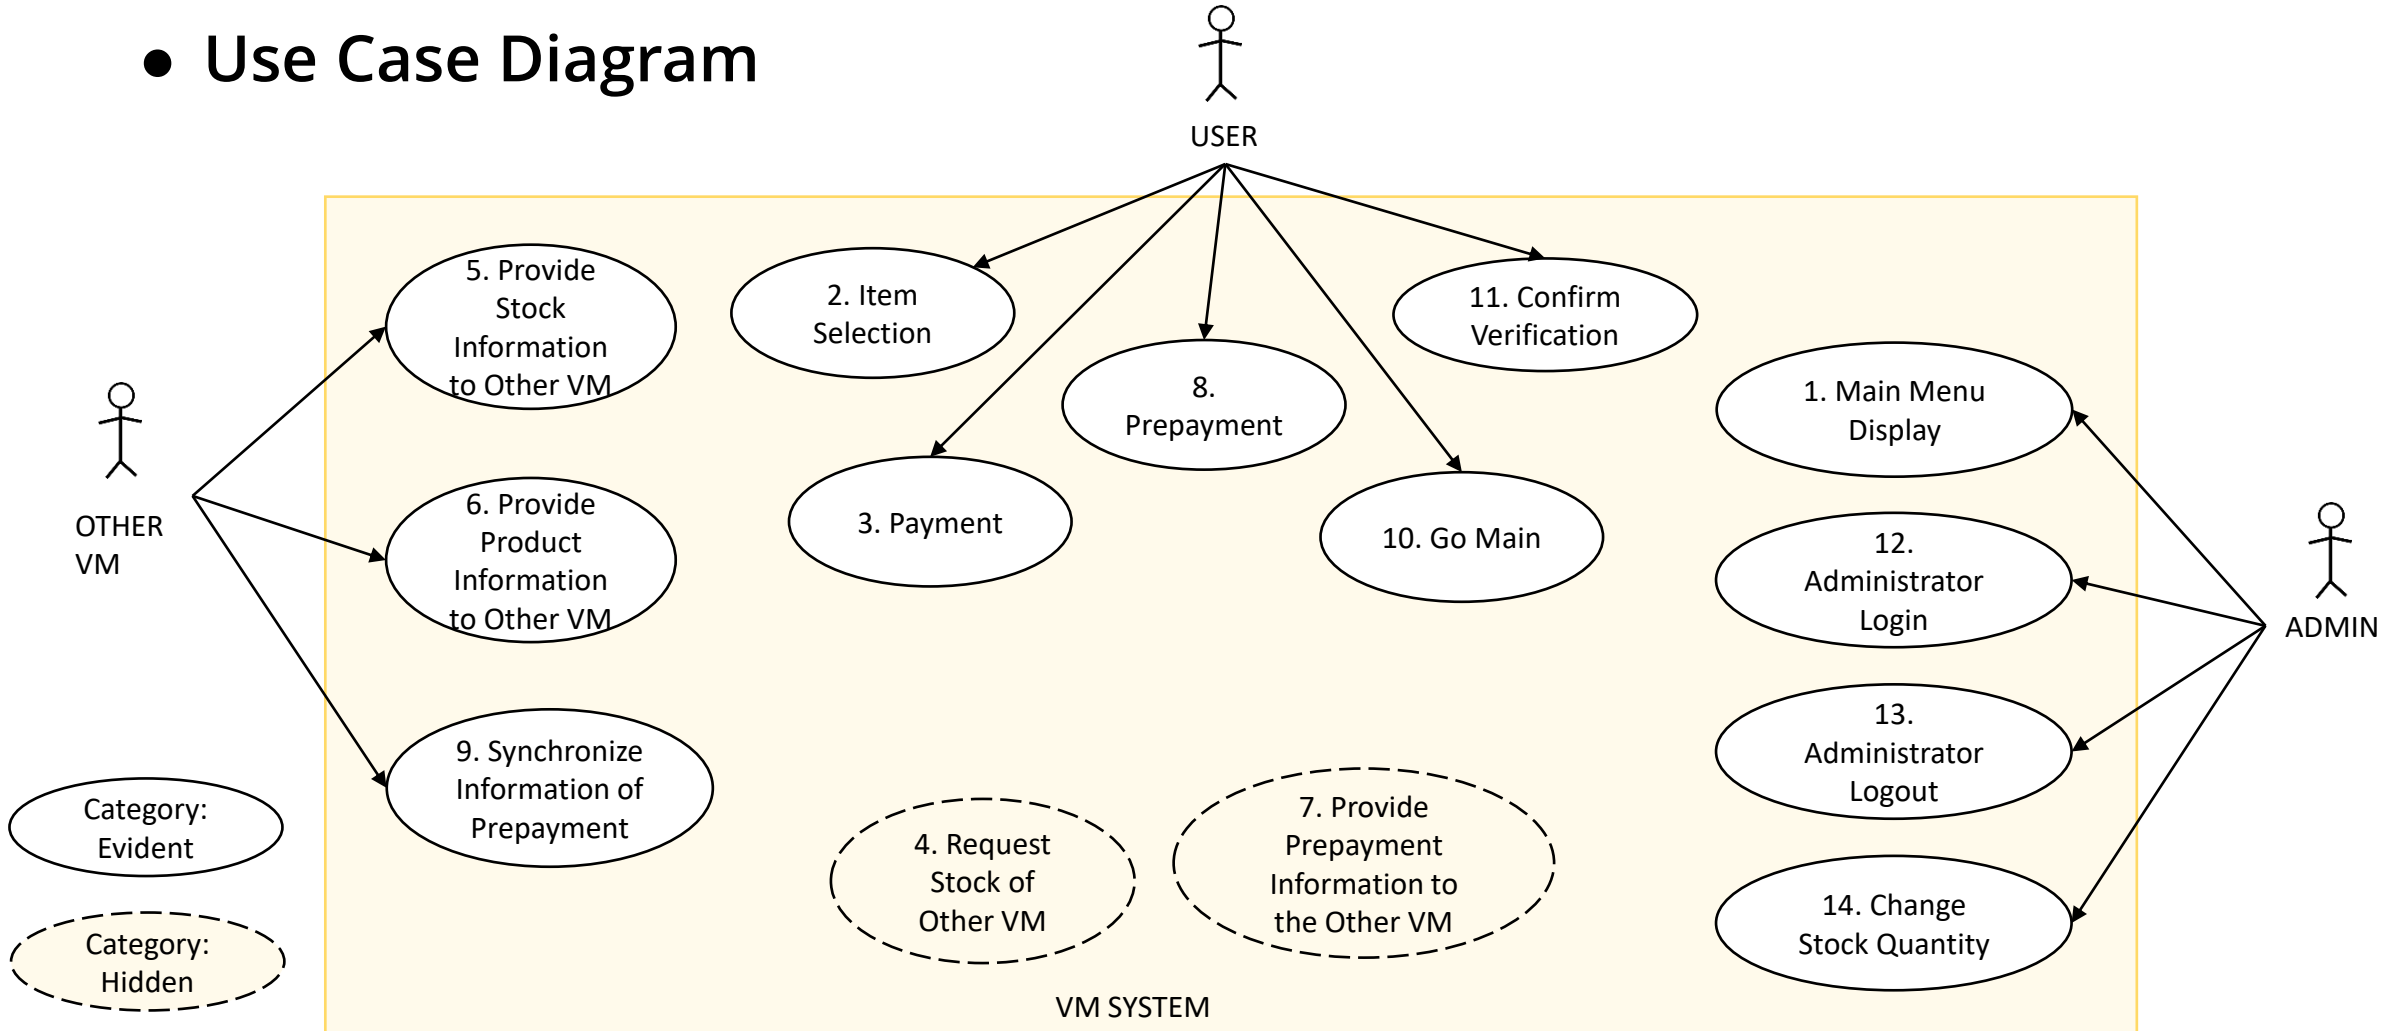 ● Use Case Diagram
USER
5. Provide
Stock
Information
to Other VM
2. Item
Selection
11. Confirm
Verification
8.
Prepayment
1. Main Menu
Display
OTHER
VM
6. Provide
Product
Information
to Other VM
3. Payment
10. Go Main
12.
Administrator
Login
ADMIN
13.
Administrator
Logout
9. Synchronize
Information of
Prepayment
Category:
Evident
4. Request
Stock of
Other VM
7. Provide
Prepayment
Information to
the Other VM
14. Change
Stock Quantity
Category:
Hidden
VM SYSTEM